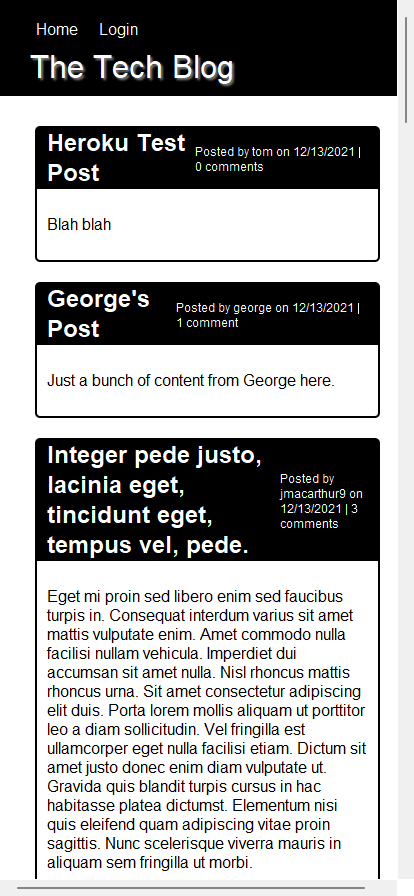 Home Login
The Tech Blog
Heroku Test
Post
Posted by tom on 12/13/2021 |
0 comments
Blah blah
George's
Post
Posted by george on 12/13/2021 |
1 comment
Just a bunch of content from George here.
Integer pede justo,
lacinia eget,
tincidunt eget,
tempus vel, pede.
Posted by
jmacarthur9 on
12/13/2021 | 3
comments
Eget mi proin sed libero enim sed faucibus
turpis in. Consequat interdum varius sit amet
mattis vulputate enim. Amet commodo nulla
facilisi nullam vehicula. Imperdiet dui
accumsan sit amet nulla. Nisl rhoncus mattis
rhoncus urna. Sit amet consectetur adipiscing
elit duis. Porta lorem mollis aliquam ut porttitor
leo a diam sollicitudin. Vel fringilla est
ullamcorper eget nulla facilisi etiam. Dictum sit
amet justo donec enim diam vulputate ut.
Gravida quis blandit turpis cursus in hac
habitasse platea dictumst. Elementum nisi
quis eleifend quam adipiscing vitae proin
sagittis. Nunc scelerisque viverra mauris in
aliquam sem fringilla ut morbi.